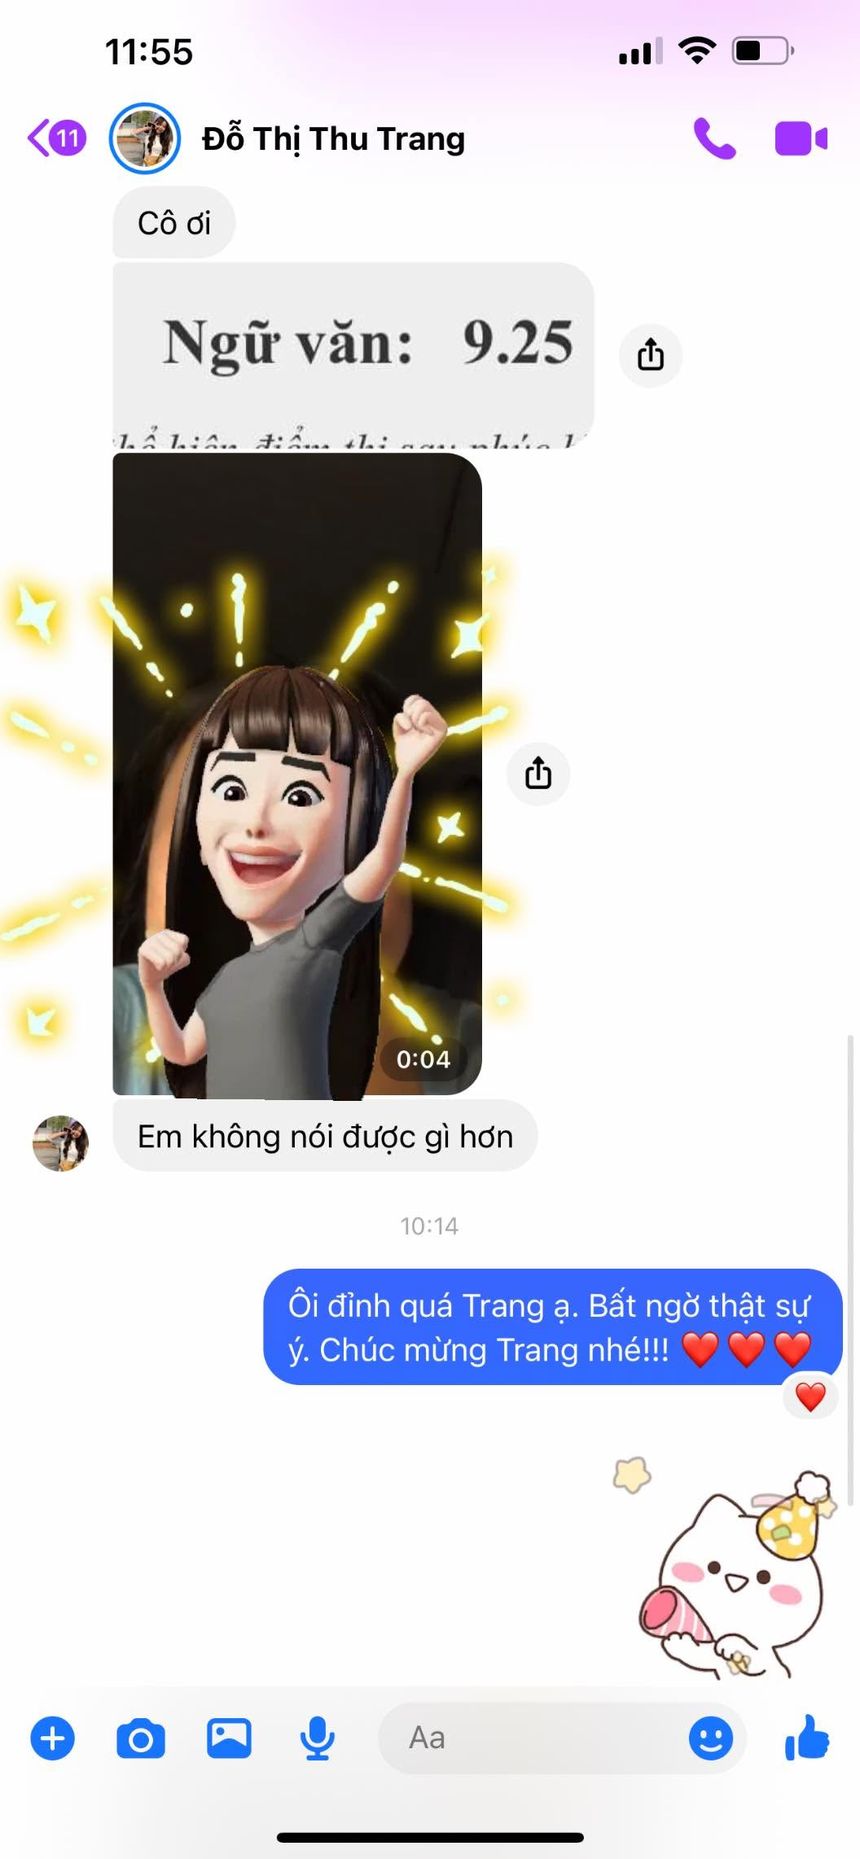 11:55
11
Đỗ Thị Thu Trang
Cô ơi
Ngữ văn: 9.25
0:04
Em không nói được gì hơn
10:14
Ôi đỉnh quá Trang ạ. Bất ngờ thật sự
ý. Chúc mừng Trang nhé!!! ❤️❤️❤️
❤️
Aa